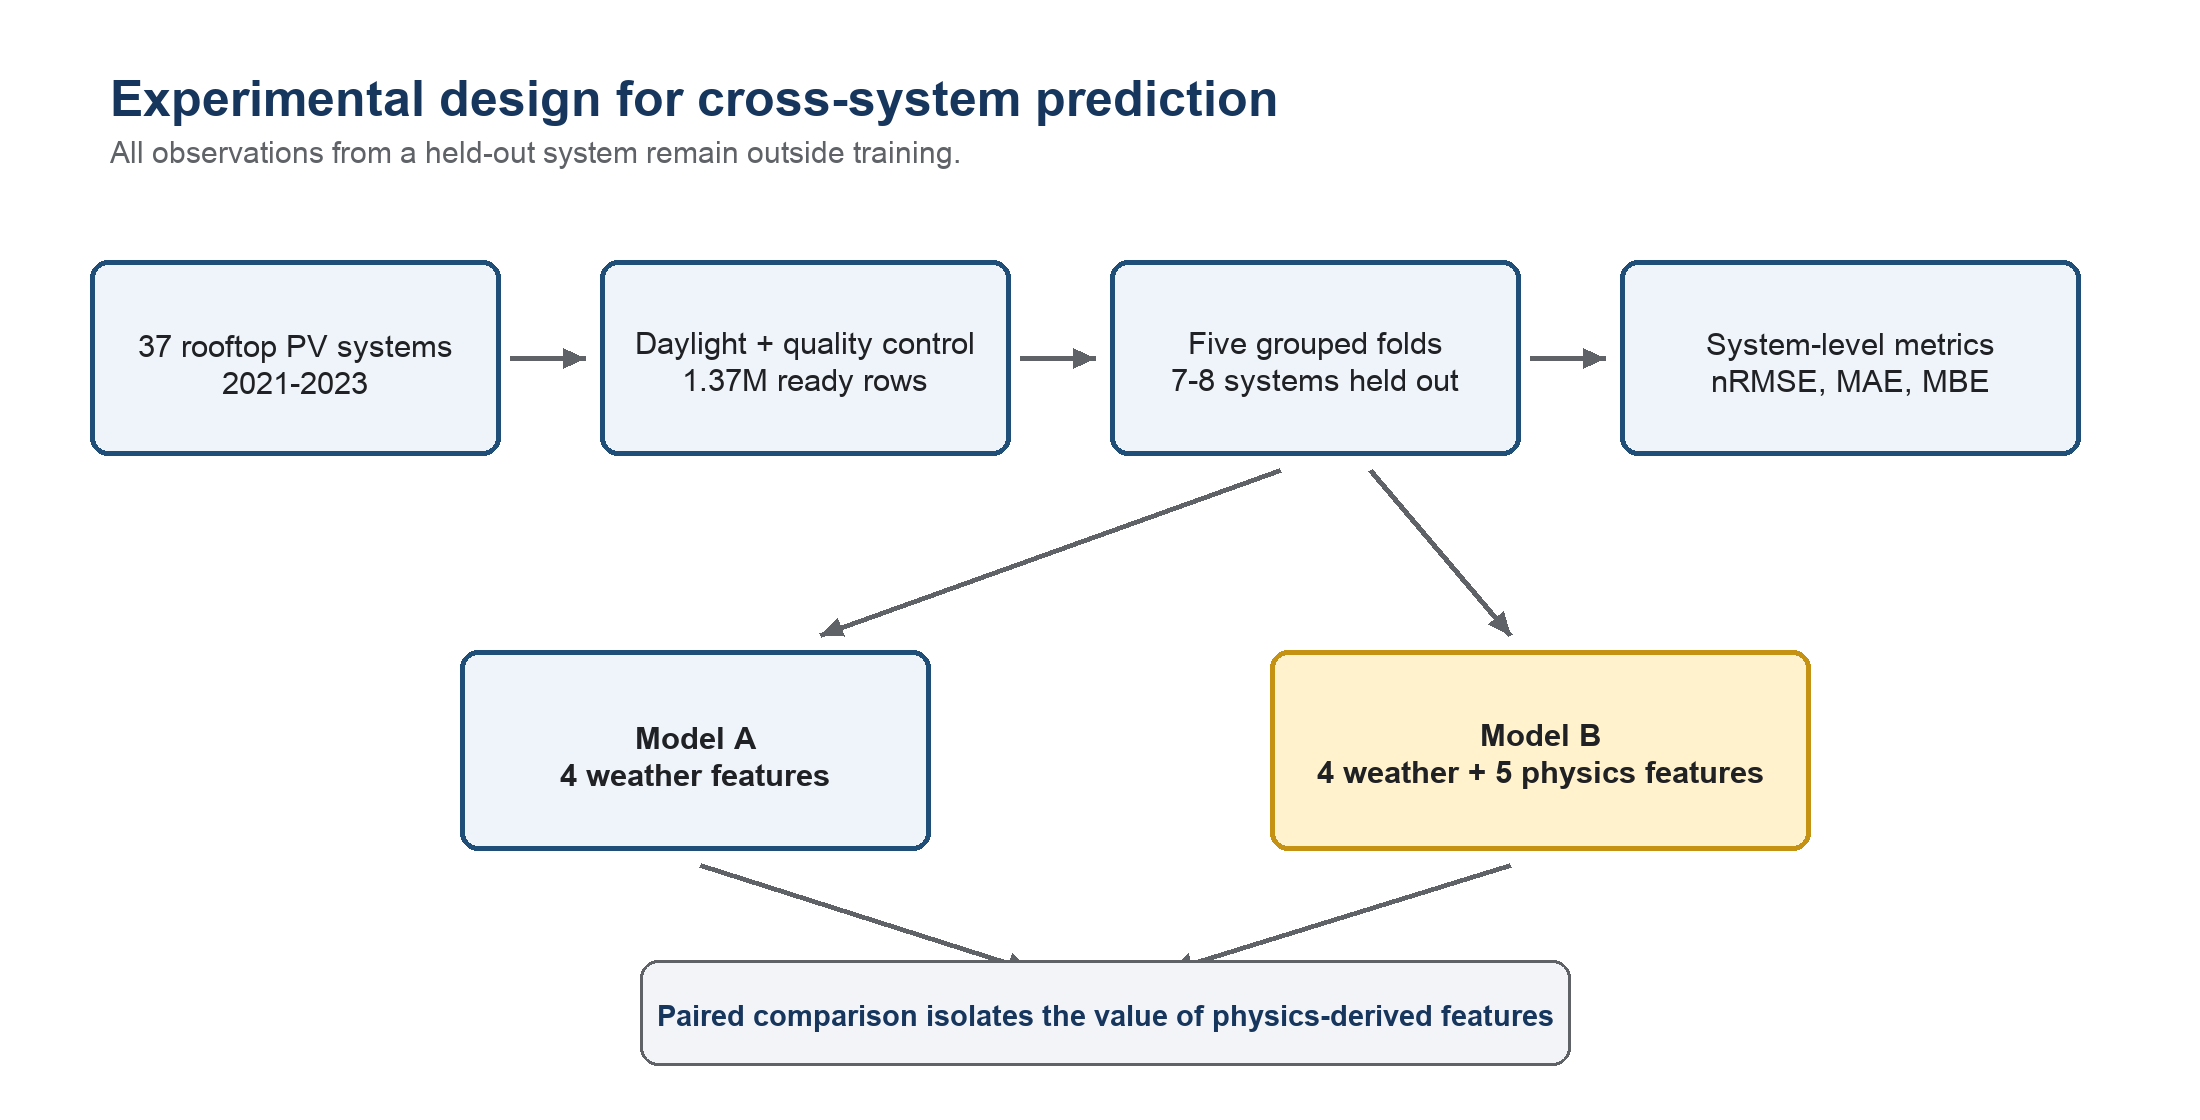 Experimental design for cross-system prediction
All observations from a held-out system remain outside training.
37 rooftop PV systems
2021-2023
Daylight + quality control
1.37M ready rows
Five grouped folds
7-8 systems held out
System-level metrics
nRMSE, MAE, MBE
Model A
4 weather features
Model B
4 weather + 5 physics features
Paired comparison isolates the value of physics-derived features